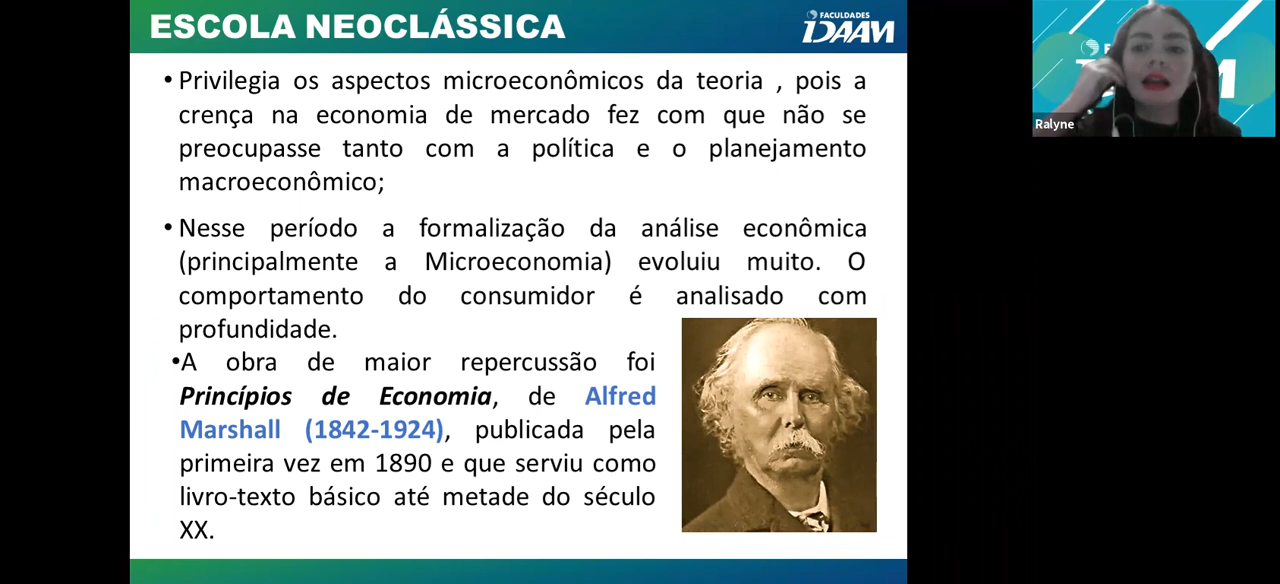 ESCOLA NEOCLÁSSICA
FACULDADES
IDAAM
• Privilegia os aspectos microeconômicos da teoria , pois a
crença na economia de mercado fez com que não se
preocupasse tanto com a política e o planejamento
macroeconômico;
• Nesse período a formalização da análise econômica
(principalmente a Microeconomia) evoluiu muito. O
comportamento do consumidor é analisado com
profundidade.
•A obra de maior repercussão foi
Princípios de Economia, de Alfred
Marshall (1842-1924), publicada pela
primeira vez em 1890 e que serviu como
livro-texto básico até metade do século
XX.
Ralyne